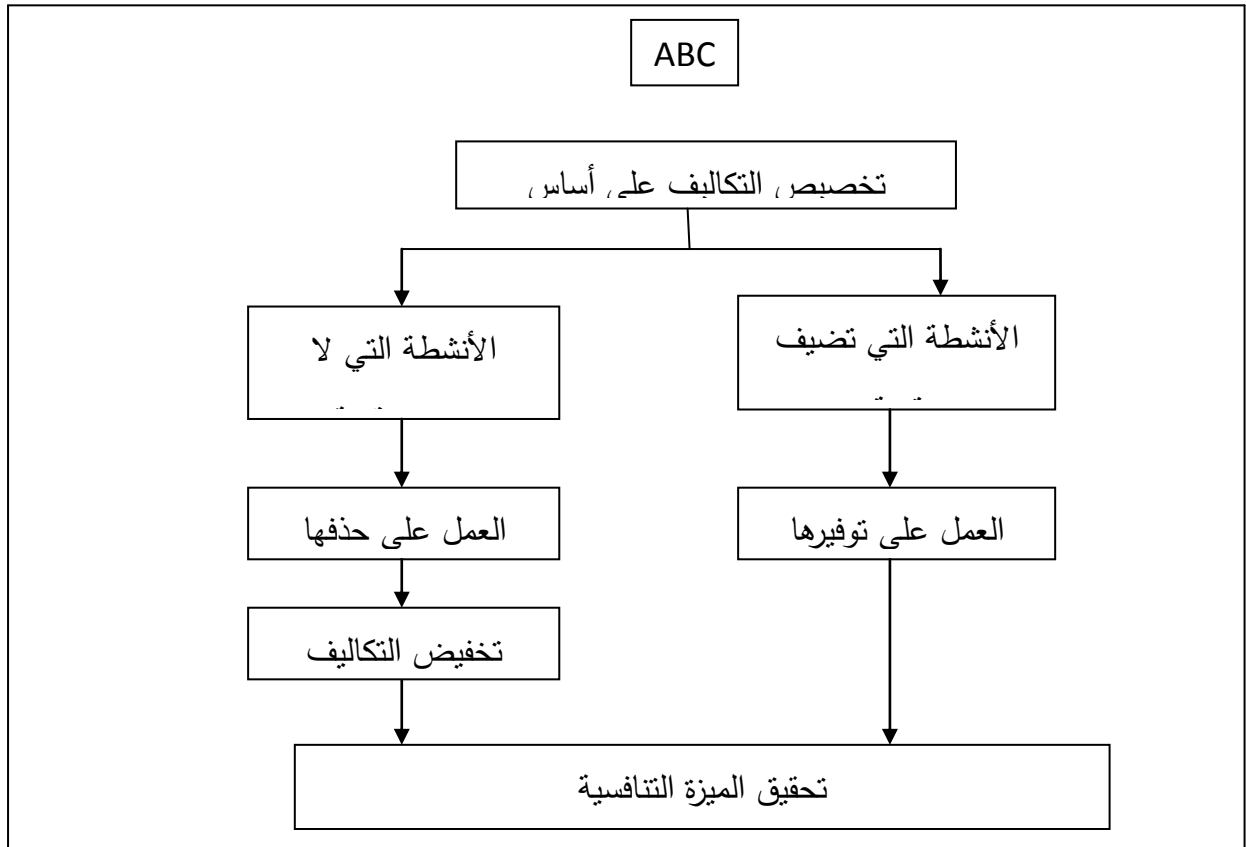 ABC
تخصيص التكاليف على أساس
الأنشطة التي تضيف
الأنشطة التي لا
العمل على توفيرها
العمل على حذفها
تخفيض التكاليف
تحقيق الميزة التنافسية